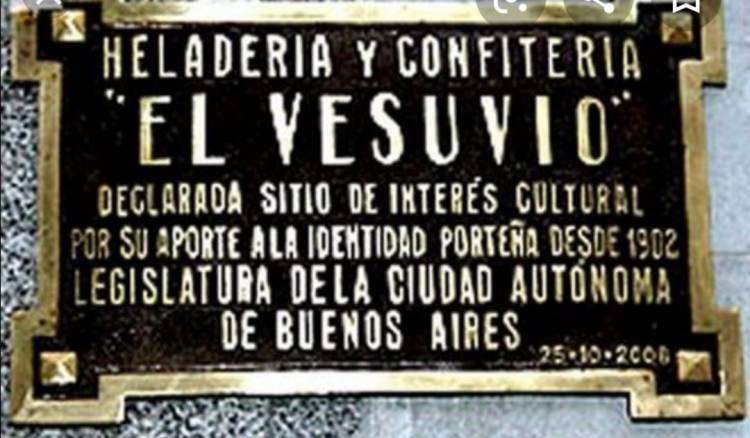 HELADERIA Y CONFITERIA
"EL VESUVIO"
DECLARADA SITIO DE INTERÉS CULTURAL
POR SU APORTE A LA IDENTIDAD PORTEÑA DESDE 1902
LEGISLATURA DE LA CIUDAD AUTÓNOMA
DE BUENOS AIRES
25-10-2008